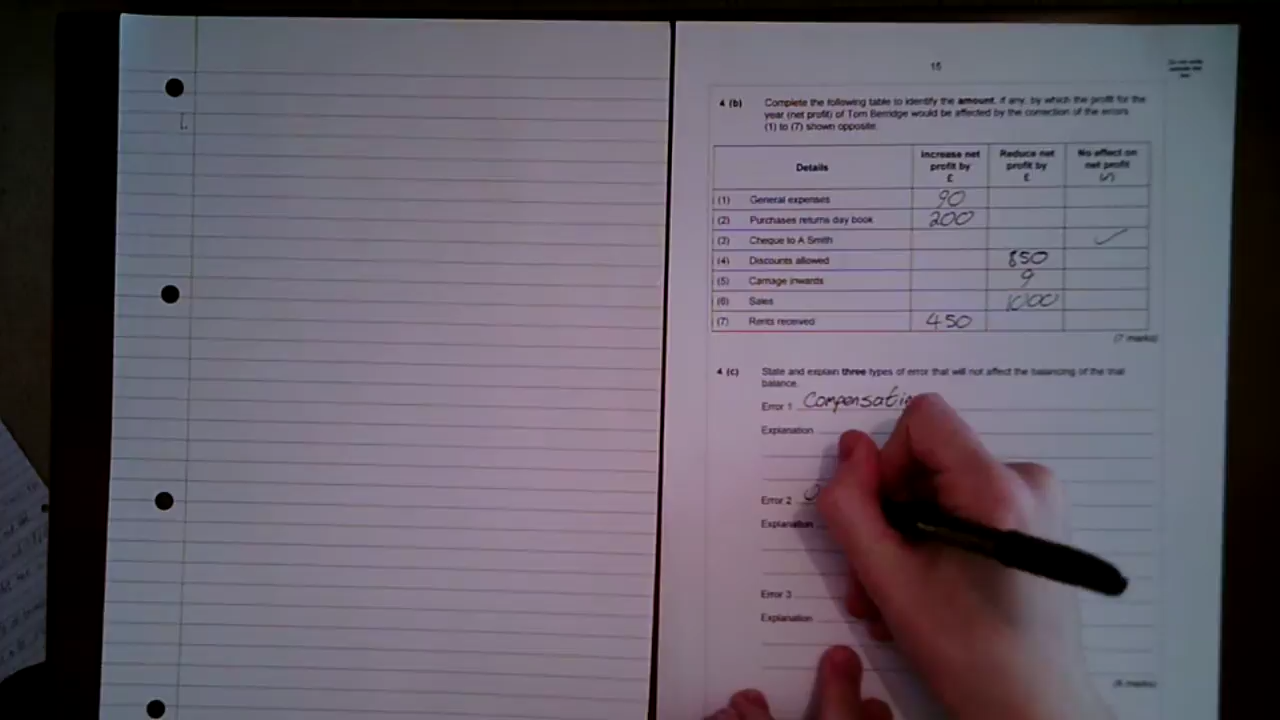 15
4 (b) Complete the following table to identify the amount, if any, by which the profit for the
year (net profit) of Tom Berridge would be affected by the correction of the errors
(1) to (7) shown opposite.
Details
Increase net profit by £
Reduce net profit by £
No effect on net profit (✓)
(1) General expenses 90
(2) Purchases returns day book 200
(3) Cheque to A Smith ✓
(4) Discounts allowed 850
(5) Carriage inwards 9
(6) Sales 1000
(7) Rents received 450
(7 marks)
4 (c) State and explain three types of error that will not affect the balancing of the trial
balance.
Error 1 Compensati
Explanation
Error 2
Explanation
Error 3
Explanation
(6 marks)